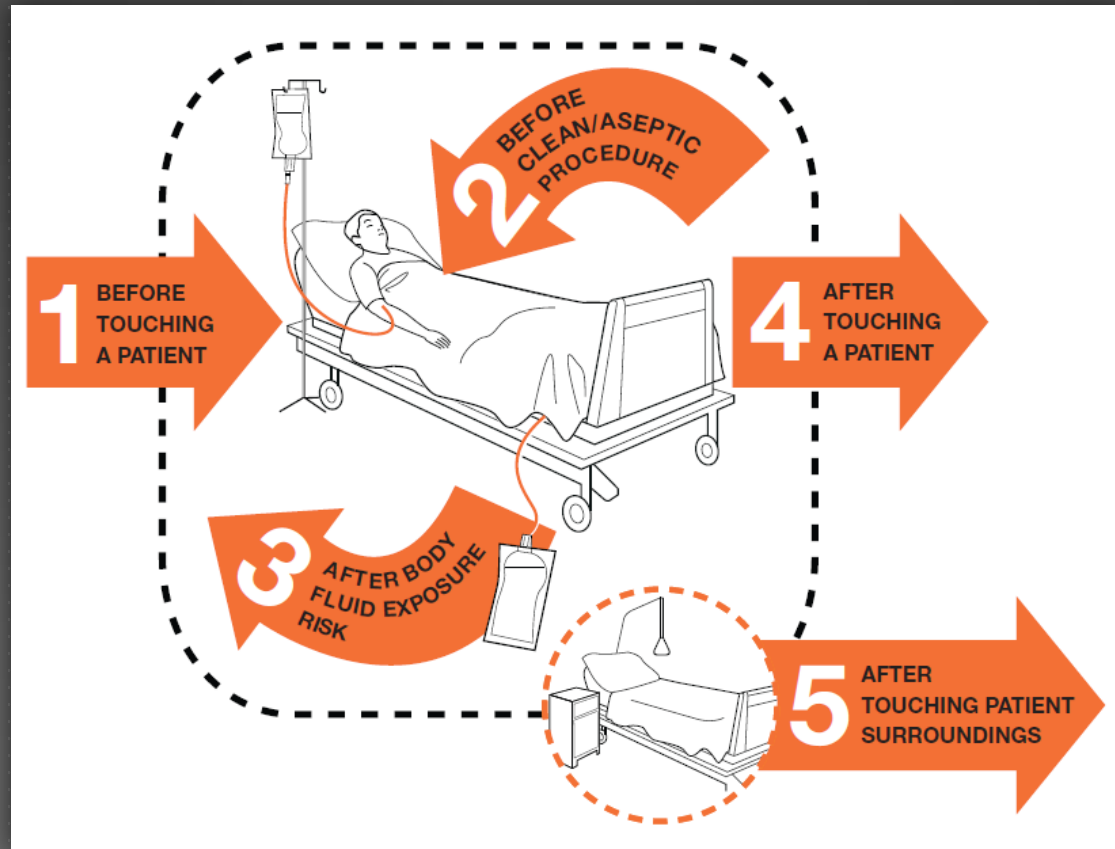 1
BEFORE
TOUCHING
A PATIENT
2
BEFORE
CLEAN/ASEPTIC
PROCEDURE
3
AFTER BODY
FLUID EXPOSURE
RISK
4
AFTER
TOUCHING
A PATIENT
5
AFTER
TOUCHING PATIENT
SURROUNDINGS